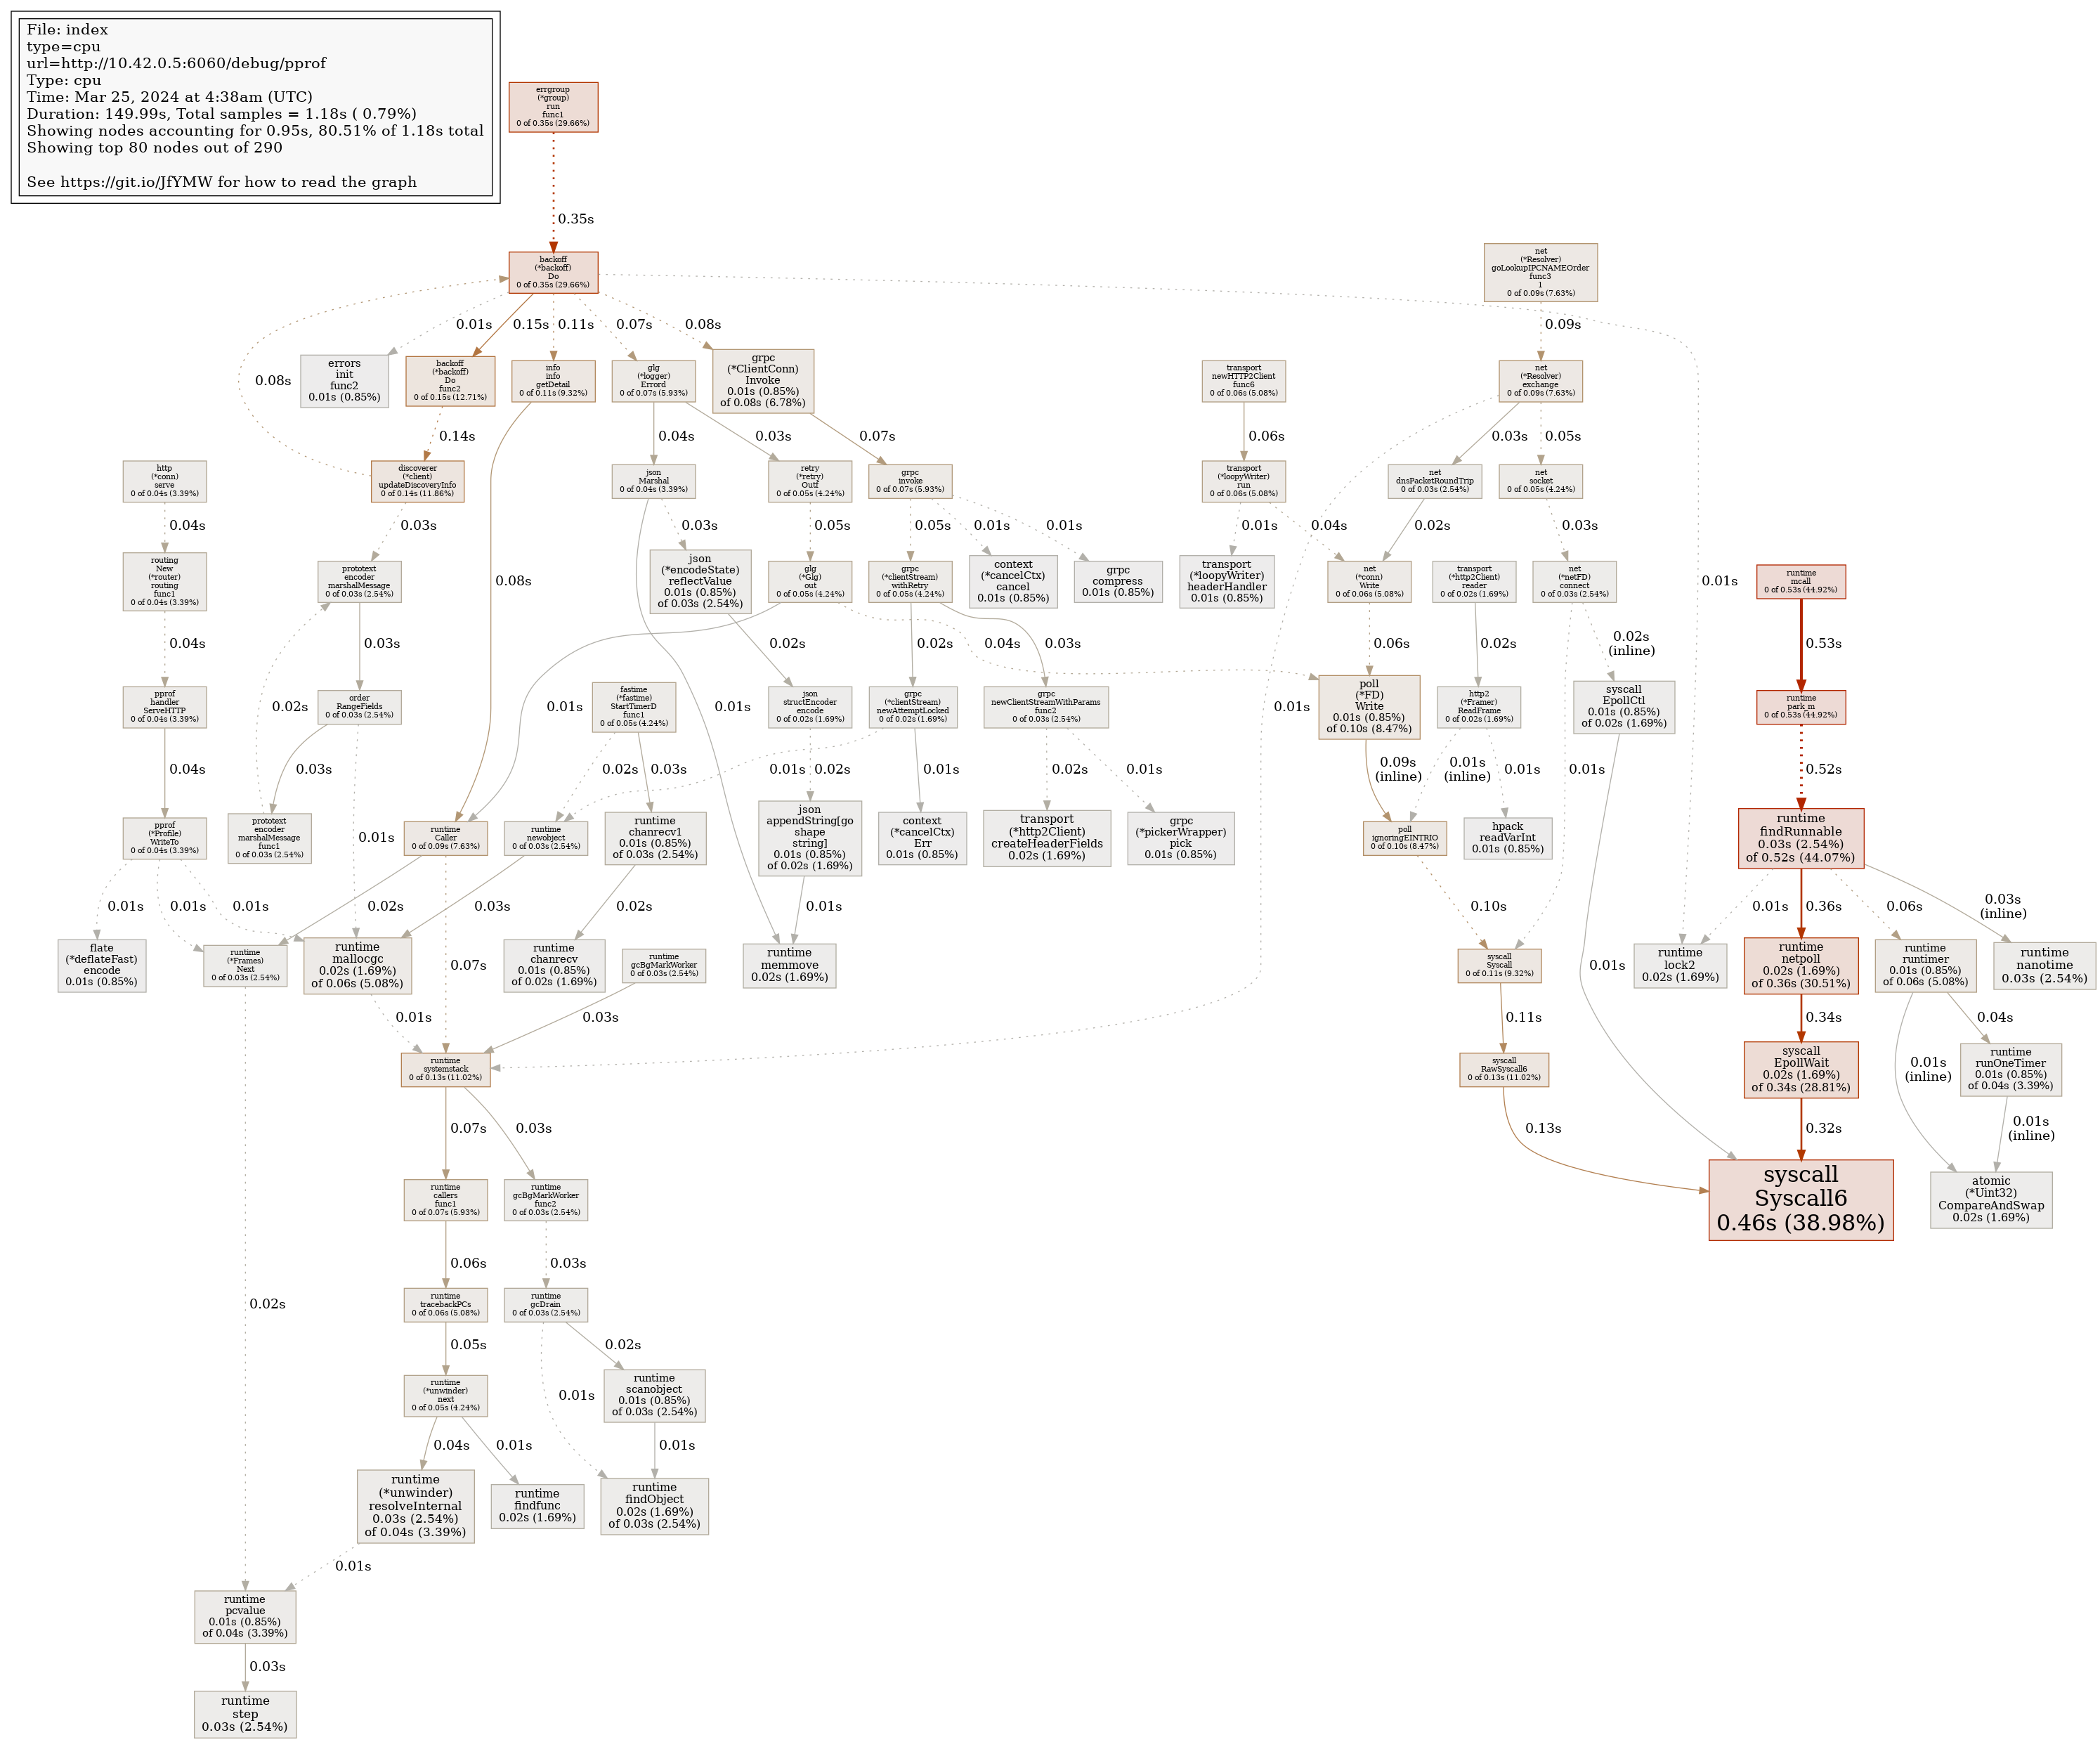 File: index
type=cpu
url=http://10.42.0.5:6060/debug/pprof
Type: cpu
Time: Mar 25, 2024 at 4:38am (UTC)
Duration: 149.99s, Total samples = 1.18s ( 0.79%)
Showing nodes accounting for 0.95s, 80.51% of 1.18s total
Showing top 80 nodes out of 290
See https://git.io/JfYMW for how to read the graph
errgroup
(*group)
run
func1
0 of 0.35s (29.66%)
0.35s
backoff
(*backoff)
Do
0 of 0.35s (29.66%)
net
(*Resolver)
goLookupIPCNAMEOrder
func3
1
0 of 0.09s (7.63%)
0.01s
0.15s
0.11s
0.07s
0.08s
0.09s
0.08s
errors
init
func2
0.01s (0.85%)
backoff
(*backoff)
Do
func2
0 of 0.15s (12.71%)
info
info
getDetail
0 of 0.11s (9.32%)
glg
(*logger)
Errord
0 of 0.07s (5.93%)
grpc
(*ClientConn)
Invoke
0.01s (0.85%)
of 0.08s (6.78%)
transport
newHTTP2Client
func6
0 of 0.06s (5.08%)
net
(*Resolver)
exchange
0 of 0.09s (7.63%)
0.14s
0.04s
0.03s
0.07s
0.06s
0.03s
0.05s
http
(*conn)
serve
0 of 0.04s (3.39%)
discoverer
(*client)
updateDiscoveryInfo
0 of 0.14s (11.86%)
json
Marshal
0 of 0.04s (3.39%)
retry
(*retry)
Outf
0 of 0.05s (4.24%)
grpc
invoke
0 of 0.07s (5.93%)
transport
(*loopyWriter)
run
0 of 0.06s (5.08%)
net
dnsPacketRoundTrip
0 of 0.03s (2.54%)
net
socket
0 of 0.05s (4.24%)
0.04s
0.03s
0.03s
0.05s
0.05s
0.01s
0.01s
0.01s
0.04s
0.02s
0.03s
routing
New
(*router)
routing
func1
0 of 0.04s (3.39%)
prototext
encoder
marshalMessage
0 of 0.03s (2.54%)
0.08s
json
(*encodeState)
reflectValue
0.01s (0.85%)
of 0.03s (2.54%)
glg
(*Glg)
out
0 of 0.05s (4.24%)
grpc
(*clientStream)
withRetry
0 of 0.05s (4.24%)
context
(*cancelCtx)
cancel
0.01s (0.85%)
grpc
compress
0.01s (0.85%)
transport
(*loopyWriter)
headerHandler
0.01s (0.85%)
net
(*conn)
Write
0 of 0.06s (5.08%)
transport
(*http2Client)
reader
0 of 0.02s (1.69%)
net
(*netFD)
connect
0 of 0.03s (2.54%)
0.01s
runtime
mcall
0 of 0.53s (44.92%)
0.04s
0.03s
0.02s
0.04s
0.02s
0.03s
0.06s
0.02s
0.02s
(inline)
0.53s
pprof
handler
ServeHTTP
0 of 0.04s (3.39%)
0.02s
order
RangeFields
0 of 0.03s (2.54%)
0.01s
fastime
(*fastime)
StartTimerD
func1
0 of 0.05s (4.24%)
0.01s
json
structEncoder
encode
0 of 0.02s (1.69%)
grpc
(*clientStream)
newAttemptLocked
0 of 0.02s (1.69%)
grpc
newClientStreamWithParams
func2
0 of 0.03s (2.54%)
0.01s
poll
(*FD)
Write
0.01s (0.85%)
of 0.10s (8.47%)
http2
(*Framer)
ReadFrame
0 of 0.02s (1.69%)
syscall
EpollCtl
0.01s (0.85%)
of 0.02s (1.69%)
runtime
park_m
0 of 0.53s (44.92%)
0.04s
0.03s
0.02s
0.03s
0.01s
0.02s
0.01s
0.02s
0.01s
0.09s
(inline)
0.01s
(inline)
0.01s
0.01s
0.52s
pprof
(*Profile)
WriteTo
0 of 0.04s (3.39%)
prototext
encoder
marshalMessage
func1
0 of 0.03s (2.54%)
0.01s
runtime
Caller
0 of 0.09s (7.63%)
runtime
newobject
0 of 0.03s (2.54%)
runtime
chanrecv1
0.01s (0.85%)
of 0.03s (2.54%)
json
appendString[go
shape
string]
0.01s (0.85%)
of 0.02s (1.69%)
context
(*cancelCtx)
Err
0.01s (0.85%)
transport
(*http2Client)
createHeaderFields
0.02s (1.69%)
grpc
(*pickerWrapper)
pick
0.01s (0.85%)
poll
ignoringEINTRIO
0 of 0.10s (8.47%)
hpack
readVarInt
0.01s (0.85%)
runtime
findRunnable
0.03s (2.54%)
of 0.52s (44.07%)
0.01s
0.01s
0.01s
0.02s
0.03s
0.02s
0.01s
0.10s
0.01s
0.36s
0.06s
0.03s
(inline)
flate
(*deflateFast)
encode
0.01s (0.85%)
runtime
(*Frames)
Next
0 of 0.03s (2.54%)
runtime
mallocgc
0.02s (1.69%)
of 0.06s (5.08%)
0.07s
runtime
chanrecv
0.01s (0.85%)
of 0.02s (1.69%)
runtime
gcBgMarkWorker
0 of 0.03s (2.54%)
runtime
memmove
0.02s (1.69%)
syscall
Syscall
0 of 0.11s (9.32%)
0.01s
runtime
lock2
0.02s (1.69%)
runtime
netpoll
0.02s (1.69%)
of 0.36s (30.51%)
runtime
runtimer
0.01s (0.85%)
of 0.06s (5.08%)
runtime
nanotime
0.03s (2.54%)
0.01s
0.03s
0.11s
0.34s
0.04s
runtime
systemstack
0 of 0.13s (11.02%)
syscall
RawSyscall6
0 of 0.13s (11.02%)
syscall
EpollWait
0.02s (1.69%)
of 0.34s (28.81%)
0.01s
(inline)
runtime
runOneTimer
0.01s (0.85%)
of 0.04s (3.39%)
0.07s
0.03s
0.13s
0.32s
0.01s
(inline)
runtime
callers
func1
0 of 0.07s (5.93%)
runtime
gcBgMarkWorker
func2
0 of 0.03s (2.54%)
syscall
Syscall6
0.46s (38.98%)
atomic
(*Uint32)
CompareAndSwap
0.02s (1.69%)
0.06s
0.03s
0.02s
runtime
tracebackPCs
0 of 0.06s (5.08%)
runtime
gcDrain
0 of 0.03s (2.54%)
0.05s
0.02s
runtime
(*unwinder)
next
0 of 0.05s (4.24%)
0.01s
runtime
scanobject
0.01s (0.85%)
of 0.03s (2.54%)
0.04s
0.01s
0.01s
runtime
(*unwinder)
resolveInternal
0.03s (2.54%)
of 0.04s (3.39%)
runtime
findfunc
0.02s (1.69%)
runtime
findObject
0.02s (1.69%)
of 0.03s (2.54%)
0.01s
runtime
pcvalue
0.01s (0.85%)
of 0.04s (3.39%)
0.03s
runtime
step
0.03s (2.54%)